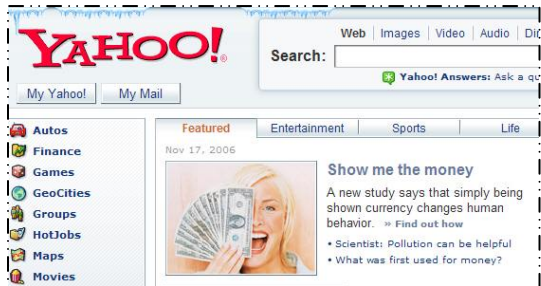 YAHOO!®
Web | Images | Video | Audio |
Search:
Yahoo! Answers: Ask a
My Yahoo! My Mail
Autos
Finance
Games
GeoCities
Groups
HotJobs
Maps
Movies
Featured Entertainment Sports Life
Nov 17, 2006
Show me the money
A new study says that simply being
shown currency changes human
behavior. » Find out how
• Scientist: Pollution can be helpful
• What was first used for money?